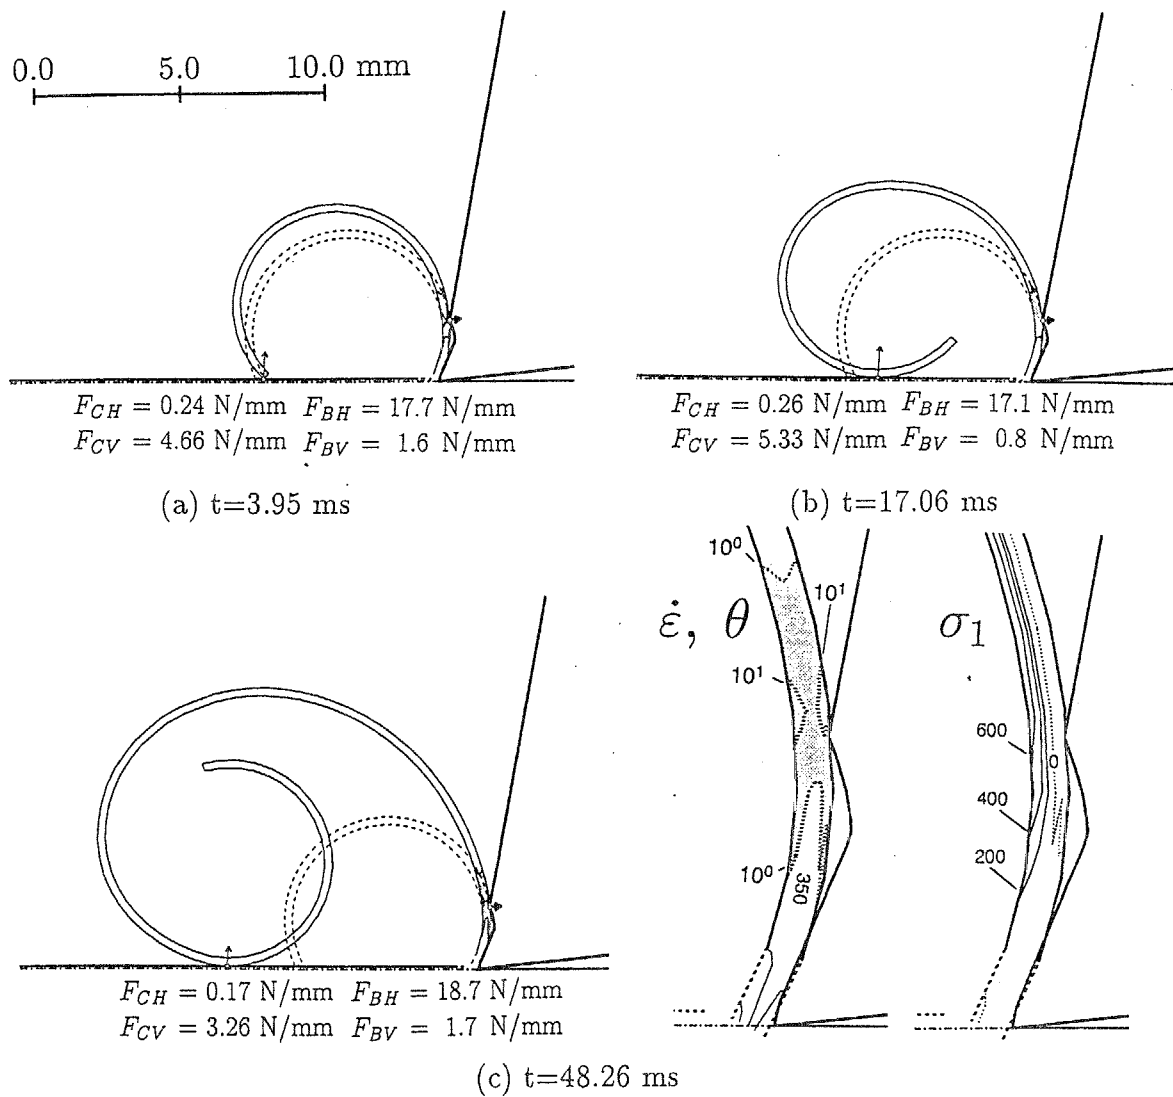 0.0 5.0 10.0 mm
F_CH = 0.24 N/mm F_BH = 17.7 N/mm
F_CV = 4.66 N/mm F_BV = 1.6 N/mm
(a) t=3.95 ms
F_CH = 0.26 N/mm F_BH = 17.1 N/mm
F_CV = 5.33 N/mm F_BV = 0.8 N/mm
(b) t=17.06 ms
10⁰
10¹
ε̇, θ
10¹
10⁰
350
σ₁
600
0
400
200
F_CH = 0.17 N/mm F_BH = 18.7 N/mm
F_CV = 3.26 N/mm F_BV = 1.7 N/mm
(c) t=48.26 ms